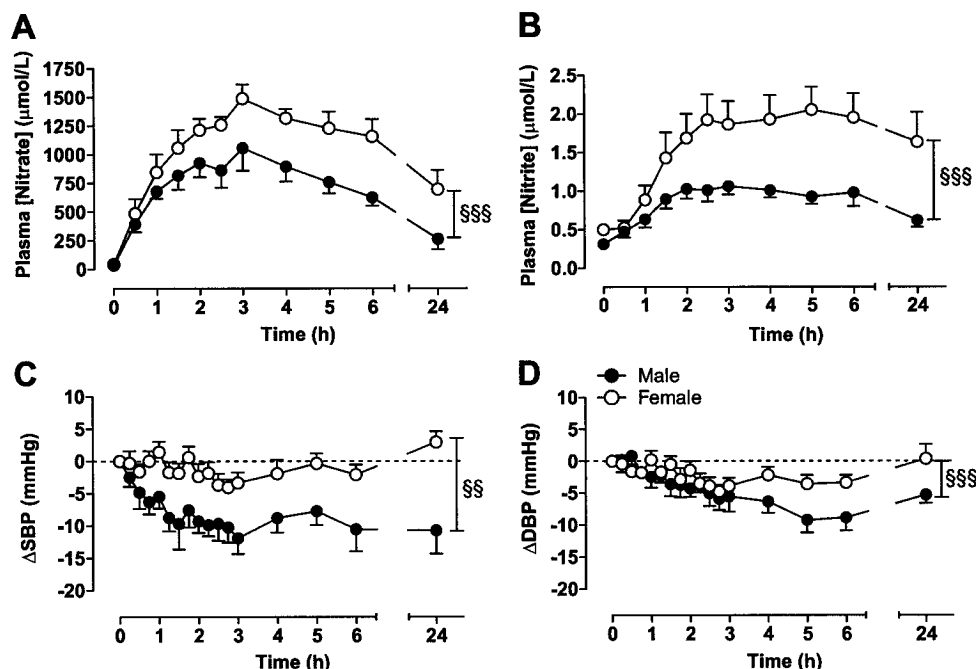 A
Plasma [Nitrate] (μmol/L)
1750
1500
1250
1000
750
500
250
0
§§§
0 1 2 3 4 5 6 24
Time (h)
B
Plasma [Nitrite] (μmol/L)
2.5
2.0
1.5
1.0
0.5
0.0
§§§
0 1 2 3 4 5 6 24
Time (h)
C
ΔSBP (mmHg)
10
5
0
-5
-10
-15
-20
§§
0 1 2 3 4 5 6 24
Time (h)
D
Male
Female
ΔDBP (mmHg)
10
5
0
-5
-10
-15
-20
§§§
0 1 2 3 4 5 6 24
Time (h)